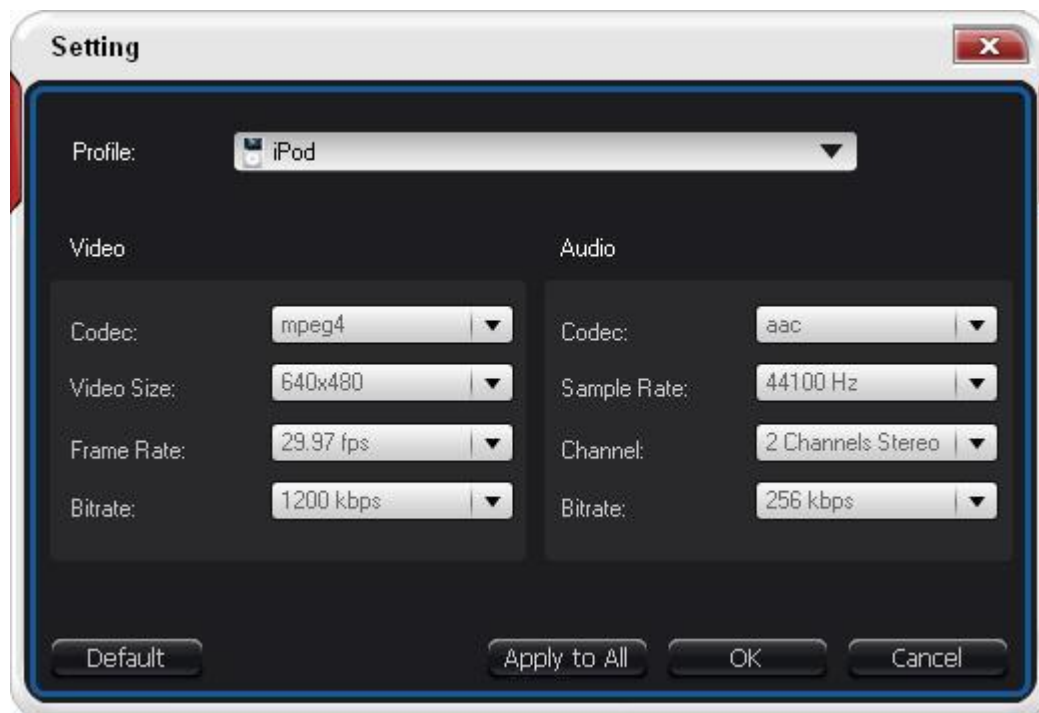 Setting
Profile: iPod
Video
Audio
Codec: mpeg4
Video Size: 640x480
Frame Rate: 29.97 fps
Bitrate: 1200 kbps
Codec: aac
Sample Rate: 44100 Hz
Channel: 2 Channels Stereo
Bitrate: 256 kbps
Default
Apply to All
OK
Cancel